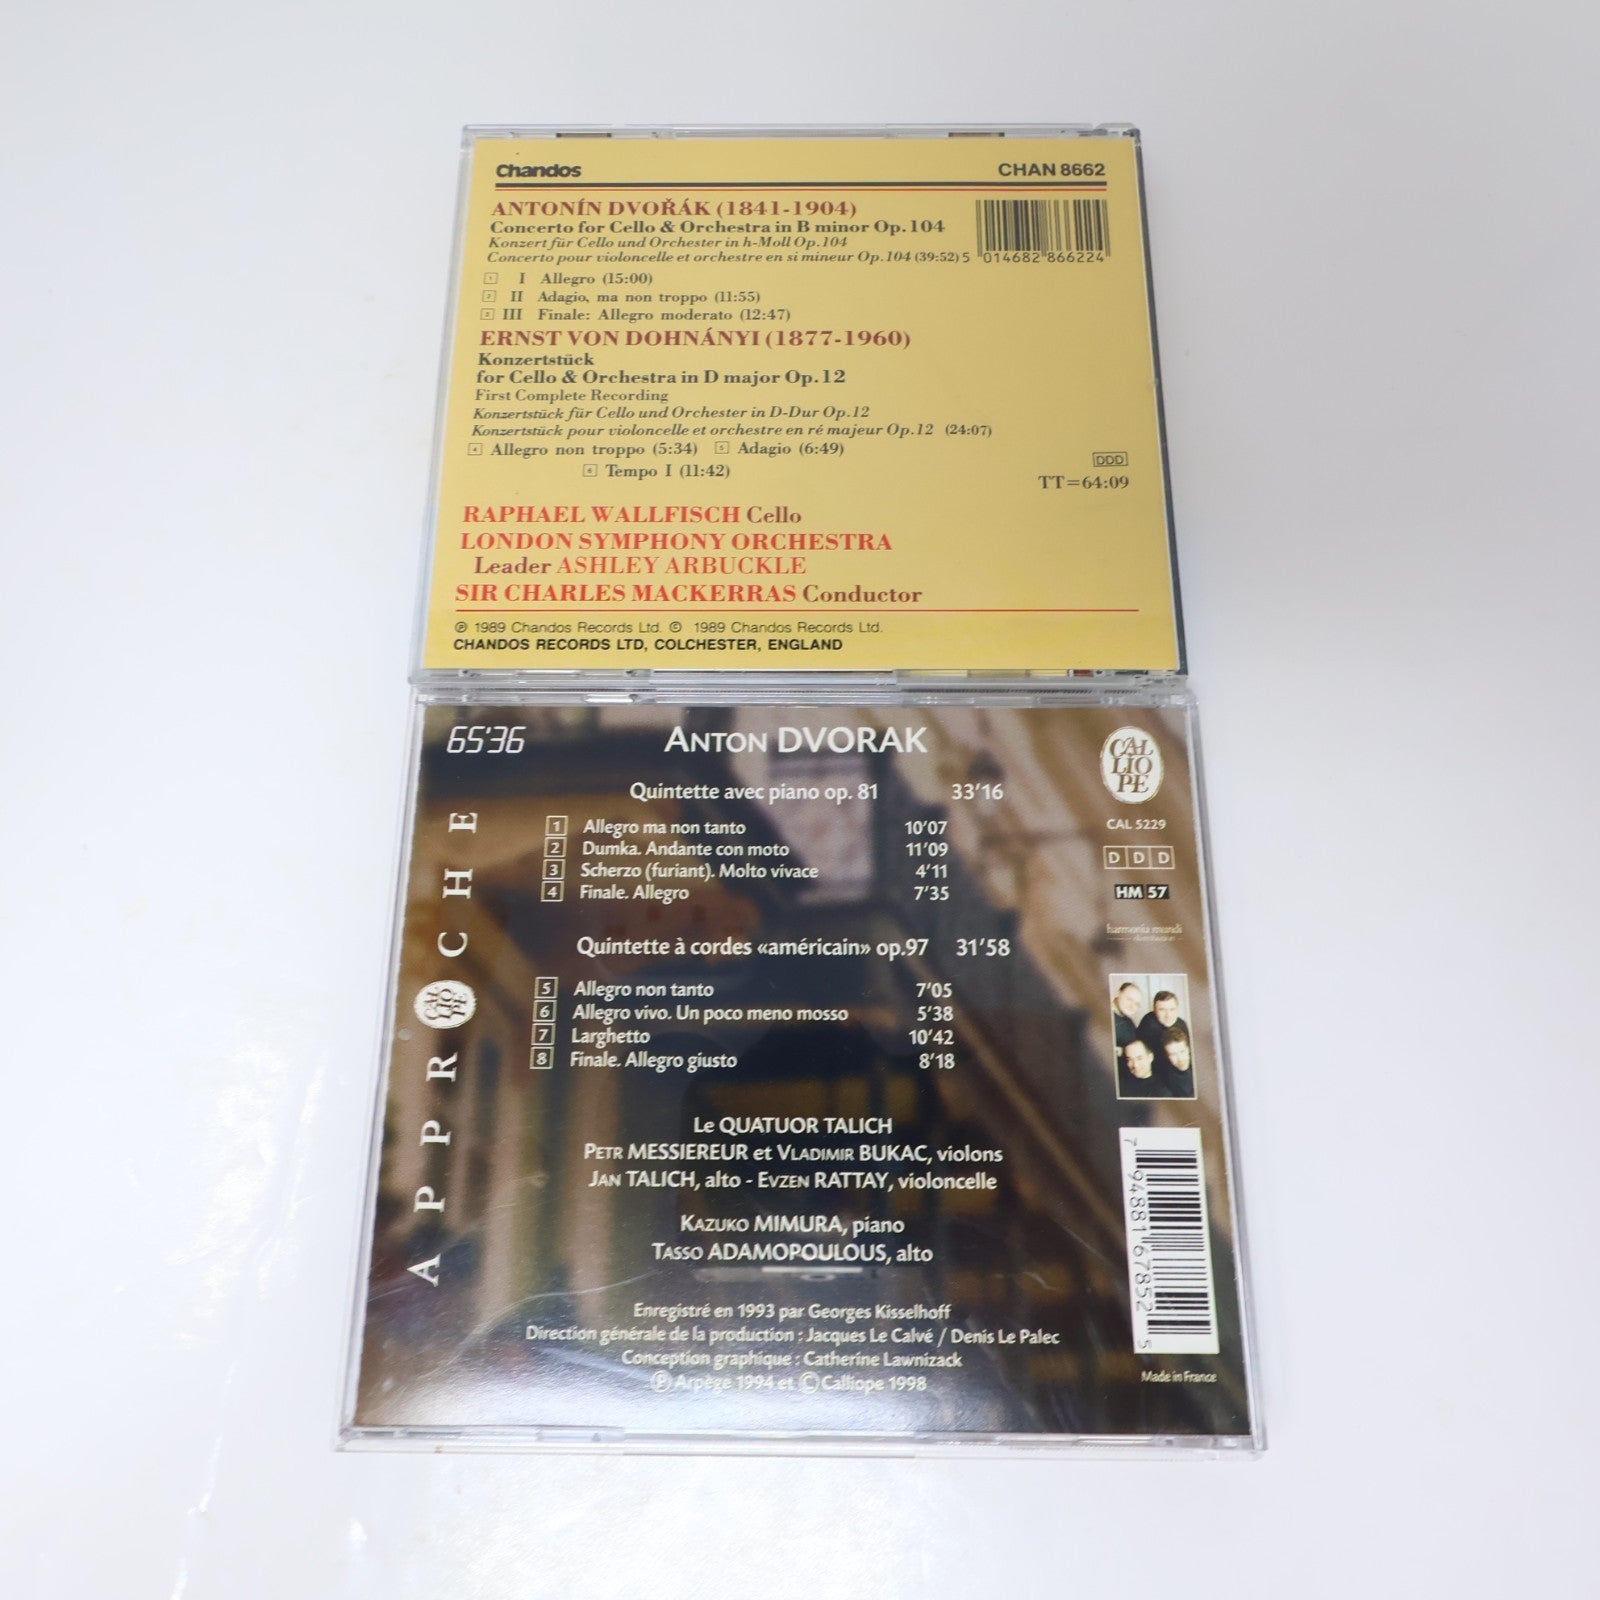 Chandos CHAN 8662
ANTONÍN DVOŘÁK (1841-1904)
Concerto for Cello & Orchestra in B minor Op. 104
Konzert für Cello und Orchester in h-Moll Op. 104
Concerto pour violoncelle et orchestre en si mineur Op. 104 (39:52)
5 014682 866224
1 I Allegro (15:00)
2 II Adagio, ma non troppo (11:55)
3 III Finale: Allegro moderato (12:47)
ERNST VON DOHNÁNYI (1877-1960)
Konzertstück
for Cello & Orchestra in D major Op. 12
First Complete Recording
Konzertstück für Cello und Orchester in D-Dur Op. 12
Konzertstück pour violoncelle et orchestre en ré majeur Op. 12 (24:07)
4 Allegro non troppo (5:34) 5 Adagio (6:49)
6 Tempo I (11:42)
DDD
TT=64:09
RAPHAEL WALLFISCH Cello
LONDON SYMPHONY ORCHESTRA
Leader ASHLEY ARBUCKLE
SIR CHARLES MACKERRAS Conductor
℗ 1989 Chandos Records Ltd. © 1989 Chandos Records Ltd.
CHANDOS RECORDS LTD, COLCHESTER, ENGLAND
65'36
ANTON DVORAK
CALLIOPE
Quintette avec piano op. 81 33'16
1 Allegro ma non tanto 10'07
2 Dumka. Andante con moto 11'09
3 Scherzo (furiant). Molto vivace 4'11
4 Finale. Allegro 7'35
CAL 5229
DDD
HM 57
harmonia mundi
distribution
Quintette à cordes «américain» op.97 31'58
5 Allegro non tanto 7'05
6 Allegro vivo. Un poco meno mosso 5'38
7 Larghetto 10'42
8 Finale. Allegro giusto 8'18
APPROCHE
CALLIOPE
Le QUATUOR TALICH
PETR MESSIEREUR et VLADIMIR BUKAC, violons
JAN TALICH, alto - EVZEN RATTAY, violoncelle
KAZUKO MIMURA, piano
TASSO ADAMOPOULOUS, alto
Enregistré en 1993 par Georges Kisselhoff
Direction générale de la production : Jacques Le Calvé / Denis Le Palec
Conception graphique : Catherine Lawnizack
℗ Arpège 1994 et © Calliope 1998
7 94881 67852 5
Made in France